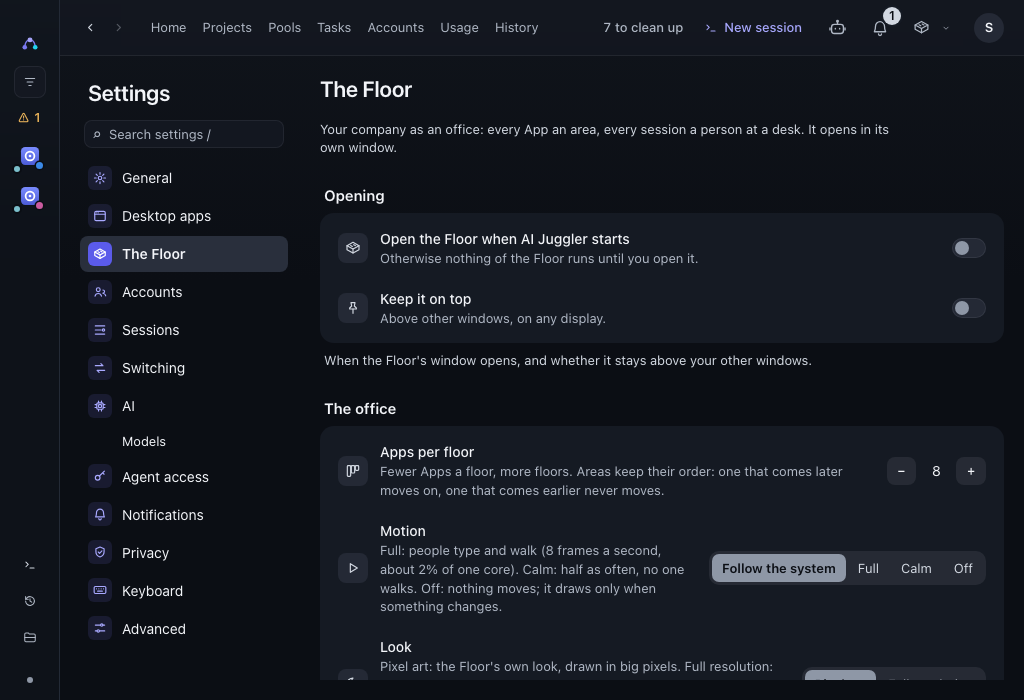 Home Projects Pools Tasks Accounts Usage History 7 to clean up New session 1 S
1
Settings
Search settings /
General
Desktop apps
The Floor
Accounts
Sessions
Switching
AI
Models
Agent access
Notifications
Privacy
Keyboard
Advanced
The Floor
Your company as an office: every App an area, every session a person at a desk. It opens in its
own window.
Opening
Open the Floor when AI Juggler starts
Otherwise nothing of the Floor runs until you open it.
Keep it on top
Above other windows, on any display.
When the Floor's window opens, and whether it stays above your other windows.
The office
Apps per floor
Fewer Apps a floor, more floors. Areas keep their order: one that comes later
moves on, one that comes earlier never moves.
− 8 +
Motion
Full: people type and walk (8 frames a second,
about 2% of one core). Calm: half as often, no one
walks. Off: nothing moves; it draws only when
something changes.
Follow the system Full Calm Off
Look
Pixel art: the Floor's own look, drawn in big pixels. Full resolution: